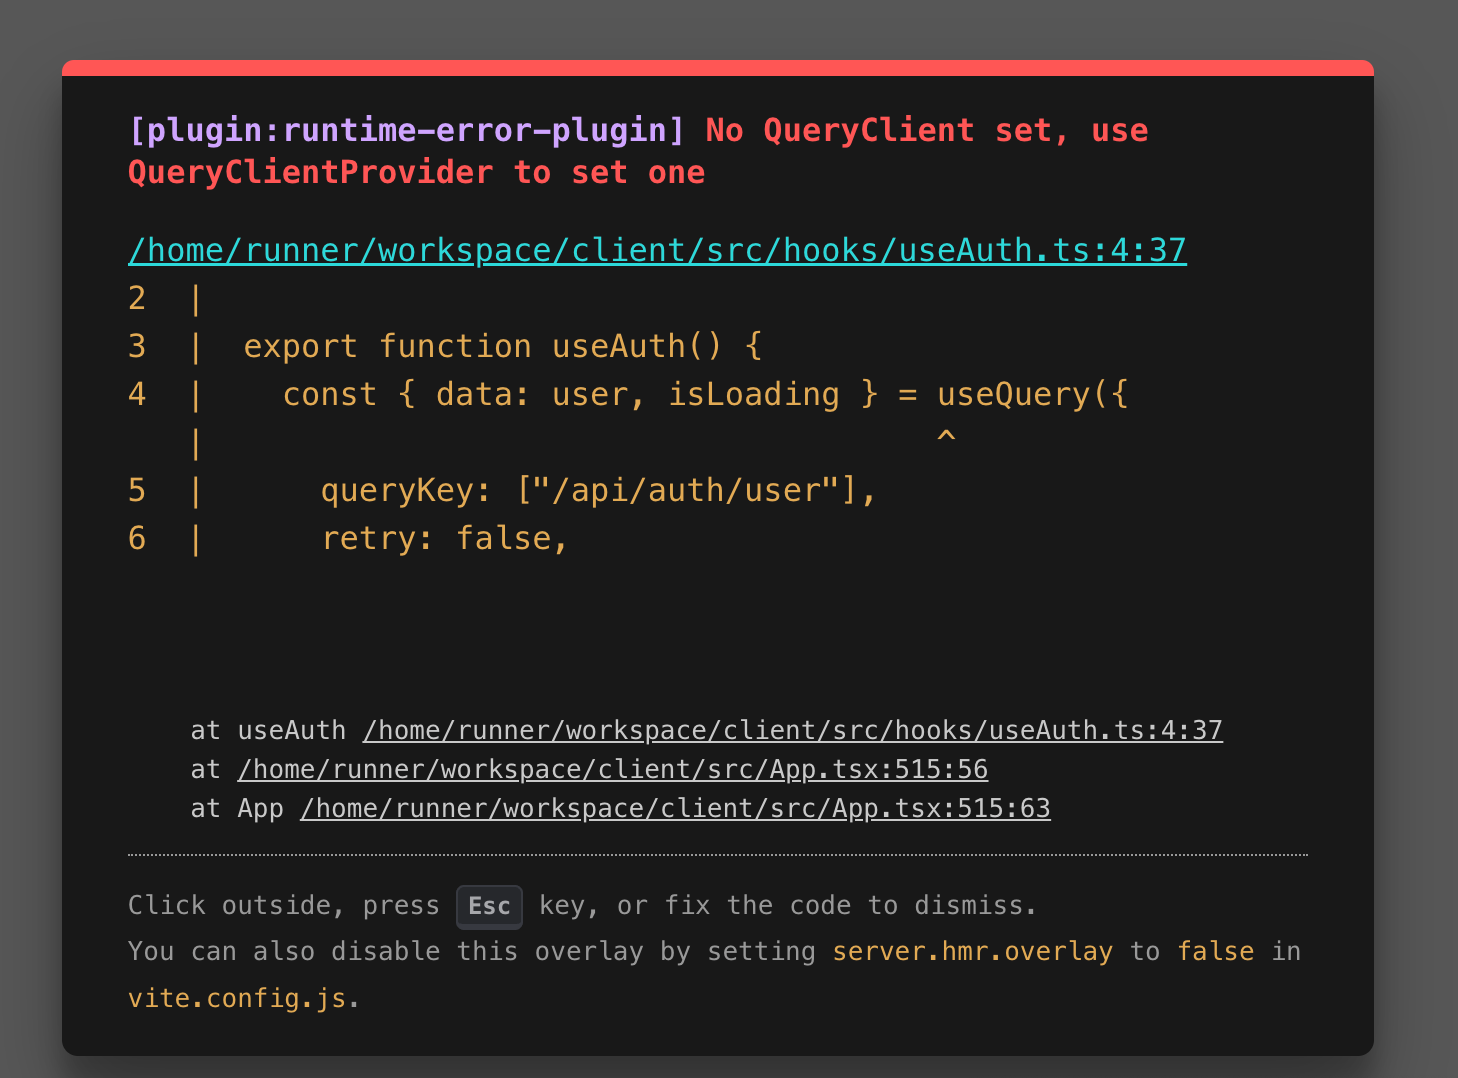 [plugin:runtime-error-plugin] No QueryClient set, use
QueryClientProvider to set one
/home/runner/workspace/client/src/hooks/useAuth.ts:4:37
2  |
3  |  export function useAuth() {
4  |    const { data: user, isLoading } = useQuery({
   |                                      ^
5  |      queryKey: ["/api/auth/user"],
6  |      retry: false,
at useAuth /home/runner/workspace/client/src/hooks/useAuth.ts:4:37
at /home/runner/workspace/client/src/App.tsx:515:56
at App /home/runner/workspace/client/src/App.tsx:515:63
Click outside, press Esc key, or fix the code to dismiss.
You can also disable this overlay by setting server.hmr.overlay to false in
vite.config.js.